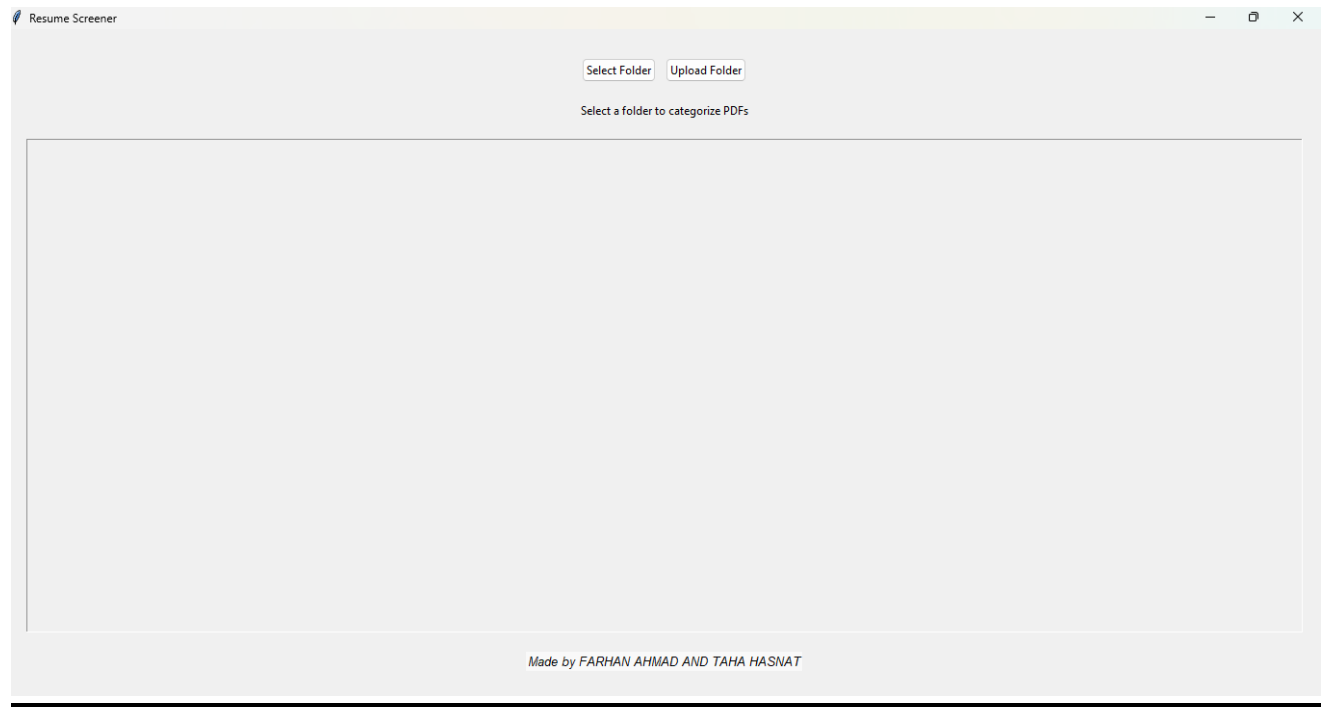 Resume Screener
Select Folder Upload Folder
Select a folder to categorize PDFs
Made by FARHAN AHMAD AND TAHA HASNAT